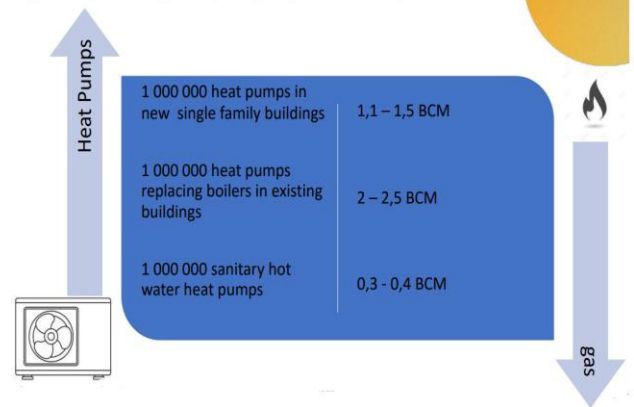 Heat Pumps
1 000 000 heat pumps in
new single family buildings
1,1 – 1,5 BCM
1 000 000 heat pumps
replacing boilers in existing
buildings
2 – 2,5 BCM
1 000 000 sanitary hot
water heat pumps
0,3 - 0,4 BCM
gas